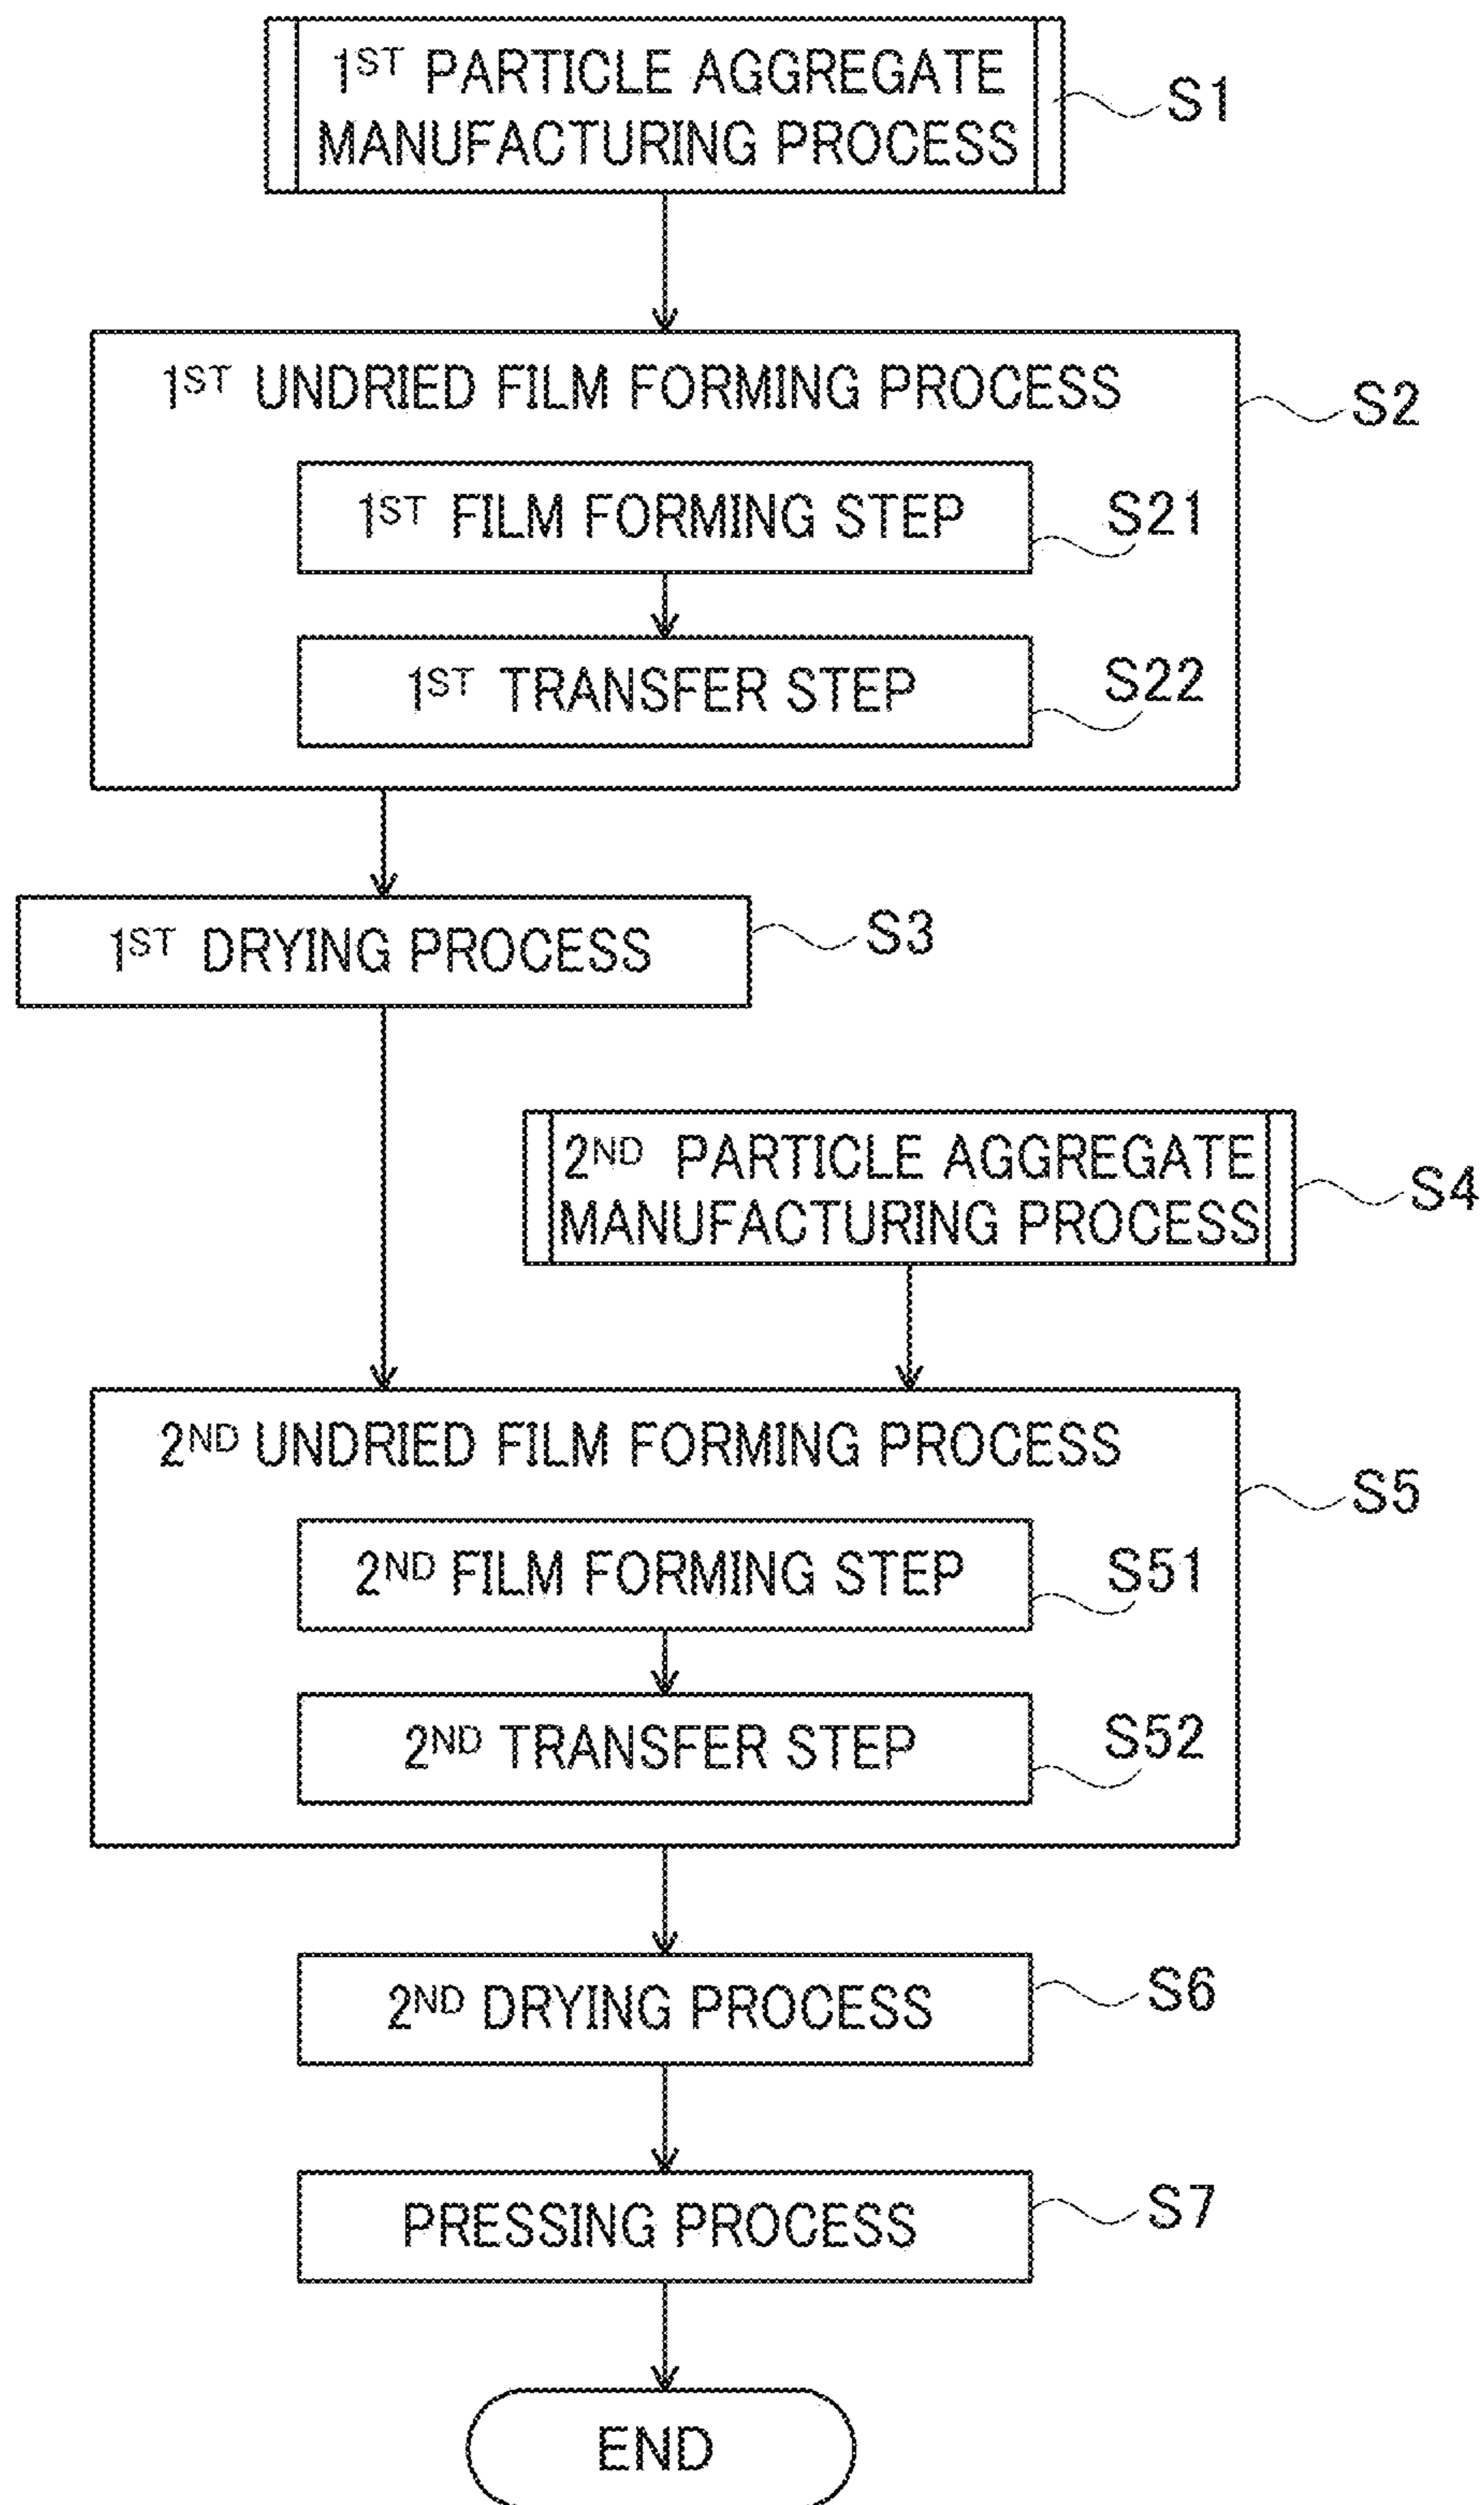 1ST PARTICLE AGGREGATE
MANUFACTURING PROCESS
S1
1ST UNDRIED FILM FORMING PROCESS
S2
1ST FILM FORMING STEP
S21
1ST TRANSFER STEP
S22
1ST DRYING PROCESS
S3
2ND PARTICLE AGGREGATE
MANUFACTURING PROCESS
S4
2ND UNDRIED FILM FORMING PROCESS
S5
2ND FILM FORMING STEP
S51
2ND TRANSFER STEP
S52
2ND DRYING PROCESS
S6
PRESSING PROCESS
S7
END